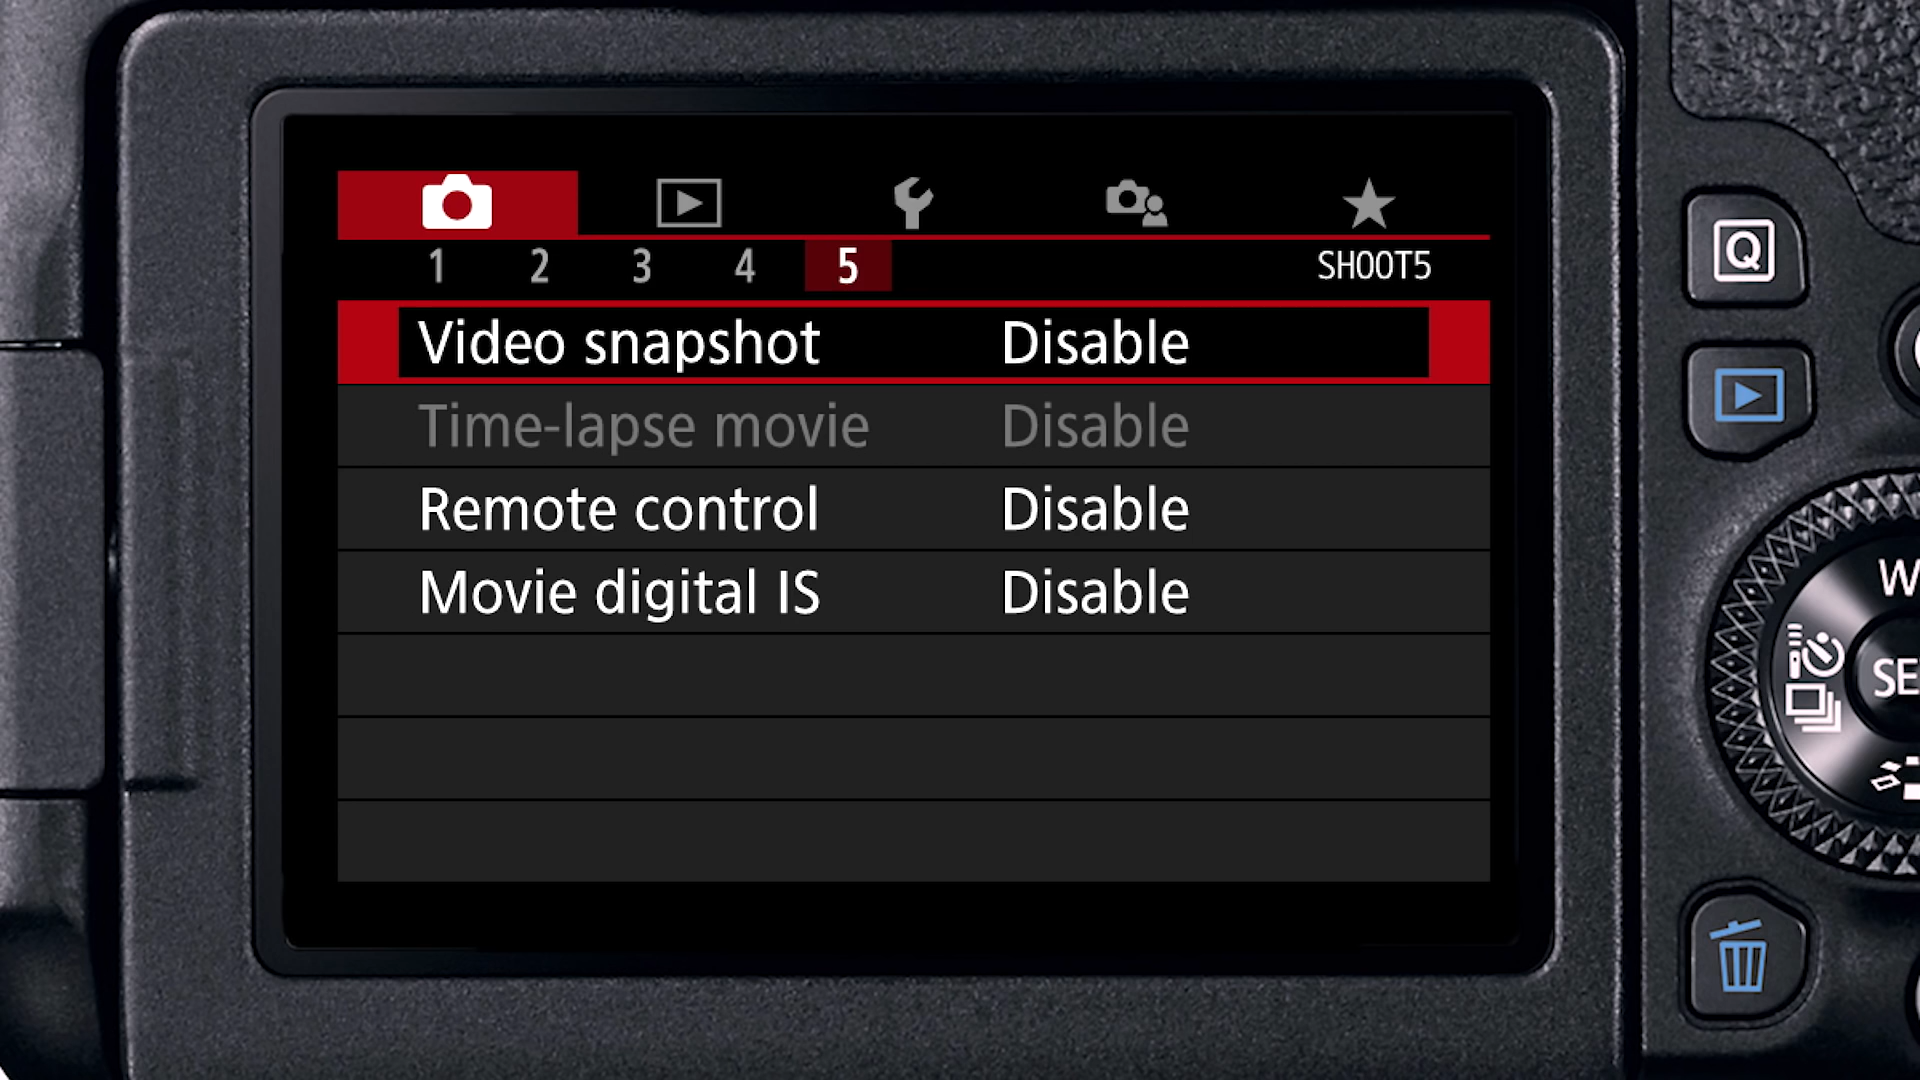 1 2 3 4 5 SHOOT5
Video snapshot Disable
Time-lapse movie Disable
Remote control Disable
Movie digital IS Disable
Q